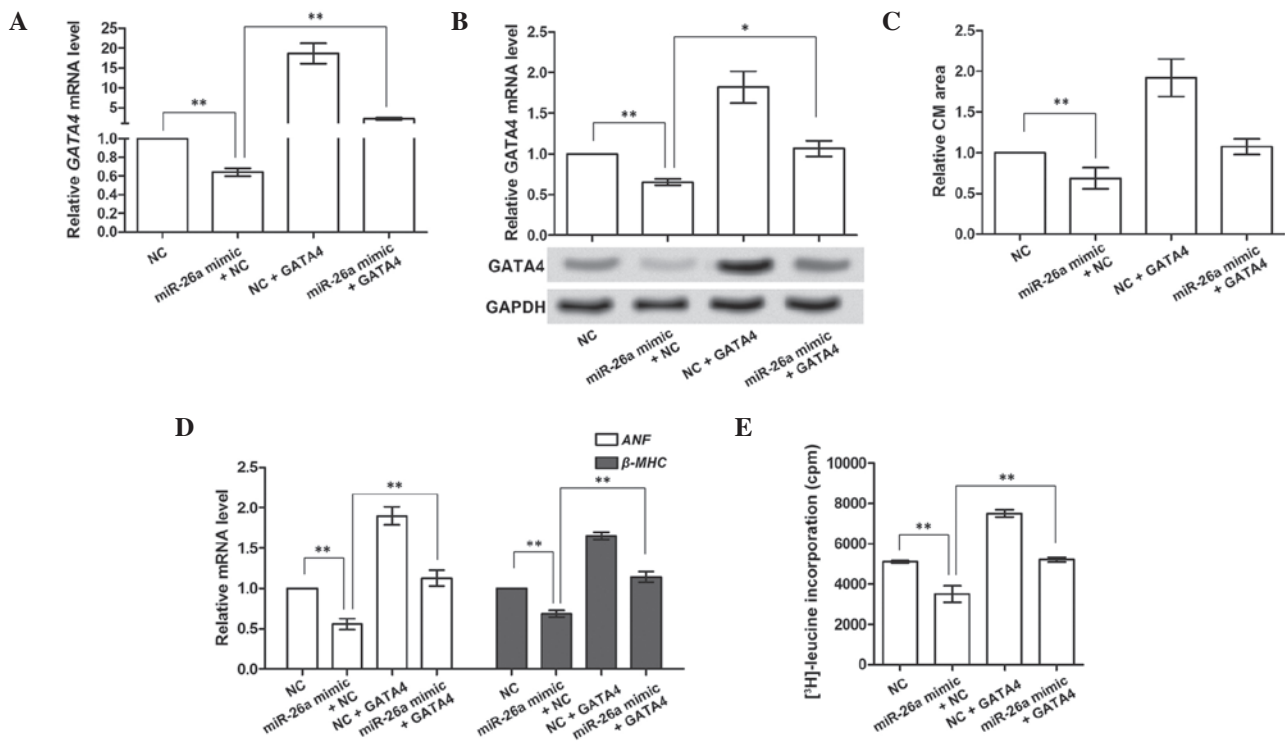 A
Relative GATA4 mRNA level
25
20
15
10
5
1.0
0.8
0.6
0.4
0.2
0.0
**
**
NC
miR-26a mimic
+ NC
NC + GATA4
miR-26a mimic
+ GATA4
B
Relative GATA4 mRNA level
2.5
2.0
1.5
1.0
0.5
0.0
**
*
GATA4
GAPDH
NC
miR-26a mimic
+ NC
NC + GATA4
miR-26a mimic
+ GATA4
C
Relative CM area
2.5
2.0
1.5
1.0
0.5
0.0
**
NC
miR-26a mimic
+ NC
NC + GATA4
miR-26a mimic
+ GATA4
D
ANF
β-MHC
Relative mRNA level
2.5
2.0
1.5
1.0
0.5
0.0
**
**
**
**
NC
miR-26a mimic
+ NC
NC + GATA4
miR-26a mimic
+ GATA4
NC
miR-26a mimic
+ NC
NC + GATA4
miR-26a mimic
+ GATA4
E
[³H]-leucine incorporation (cpm)
10000
8000
6000
4000
2000
0
**
**
NC
miR-26a mimic
+ NC
NC + GATA4
miR-26a mimic
+ GATA4